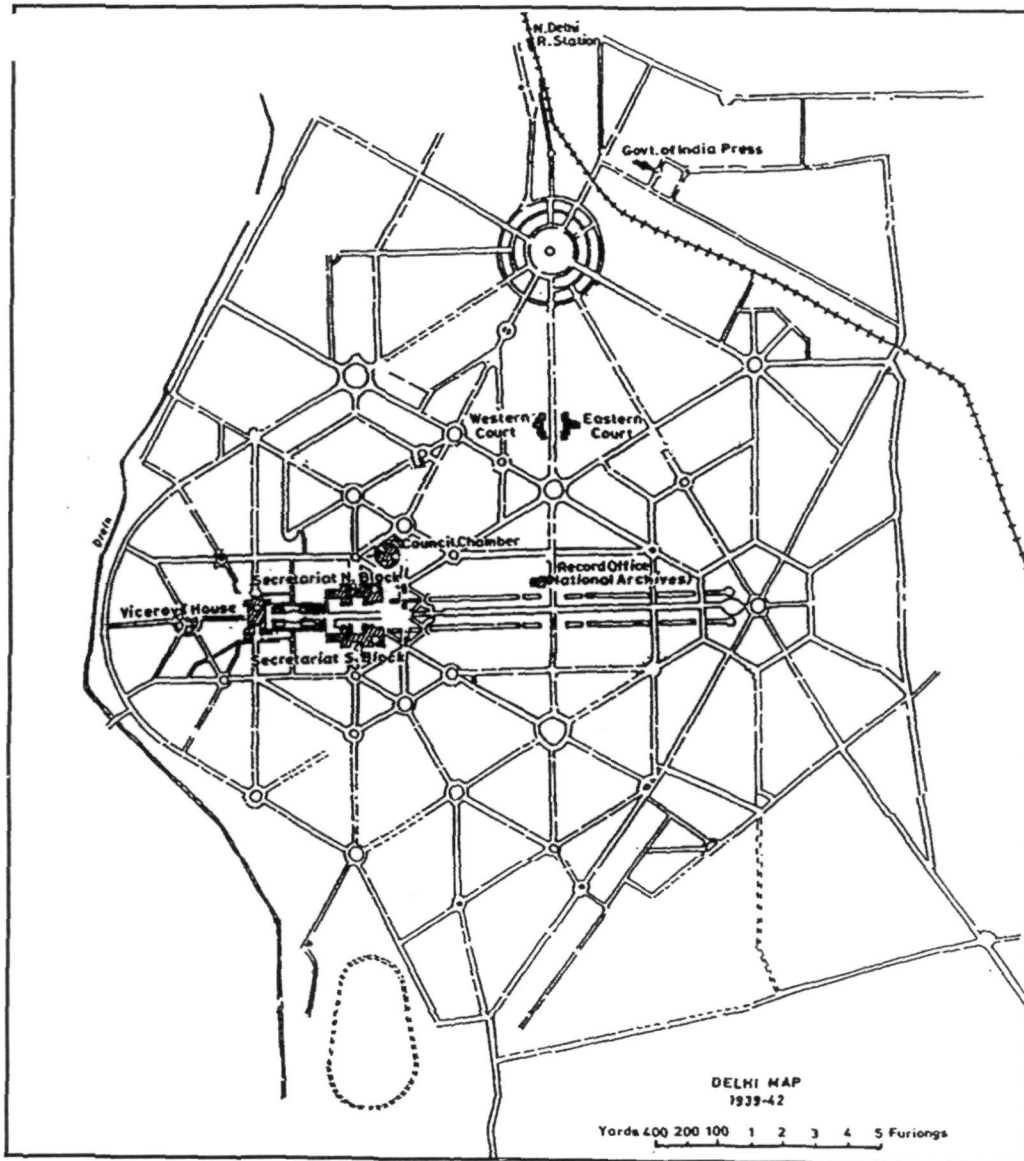 N. Delhi
R. Station
Govt. of India Press
Western
Court
Eastern
Court
Drain
Council Chamber
Record Office
(National Archives)
Secretariat N. Block
Viceroy's House
Secretariat S. Block
DELHI MAP
1939-42
Yards 400 200 100 1 2 3 4 5 Furlongs